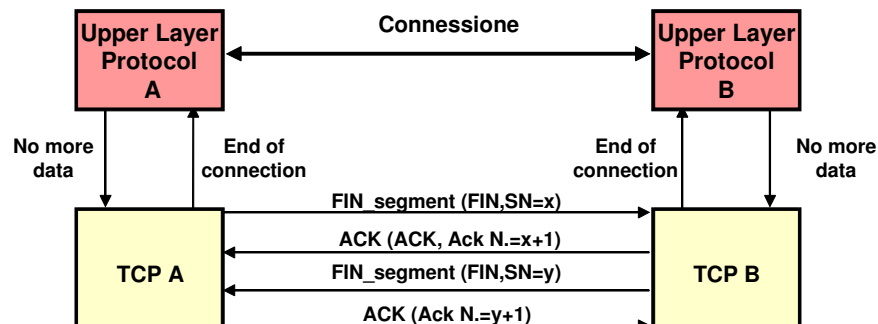 Connessione
Upper Layer
Protocol
A
Upper Layer
Protocol
B
No more
data
End of
connection
End of
connection
No more
data
FIN_segment (FIN,SN=x)
ACK (ACK, Ack N.=x+1)
FIN_segment (FIN,SN=y)
ACK (Ack N.=y+1)
TCP A
TCP B